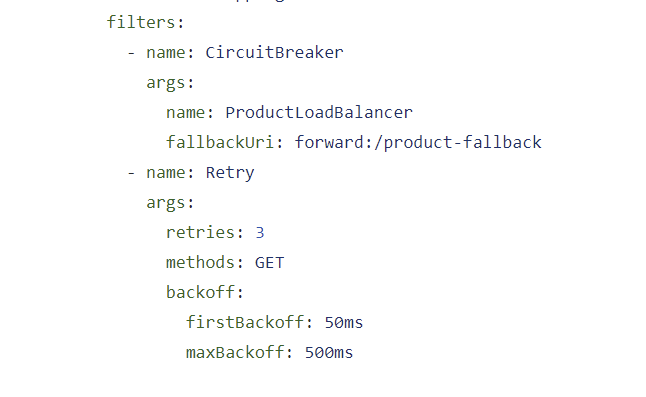 filters:
  - name: CircuitBreaker
    args:
      name: ProductLoadBalancer
      fallbackUri: forward:/product-fallback
  - name: Retry
    args:
      retries: 3
      methods: GET
      backoff:
        firstBackoff: 50ms
        maxBackoff: 500ms